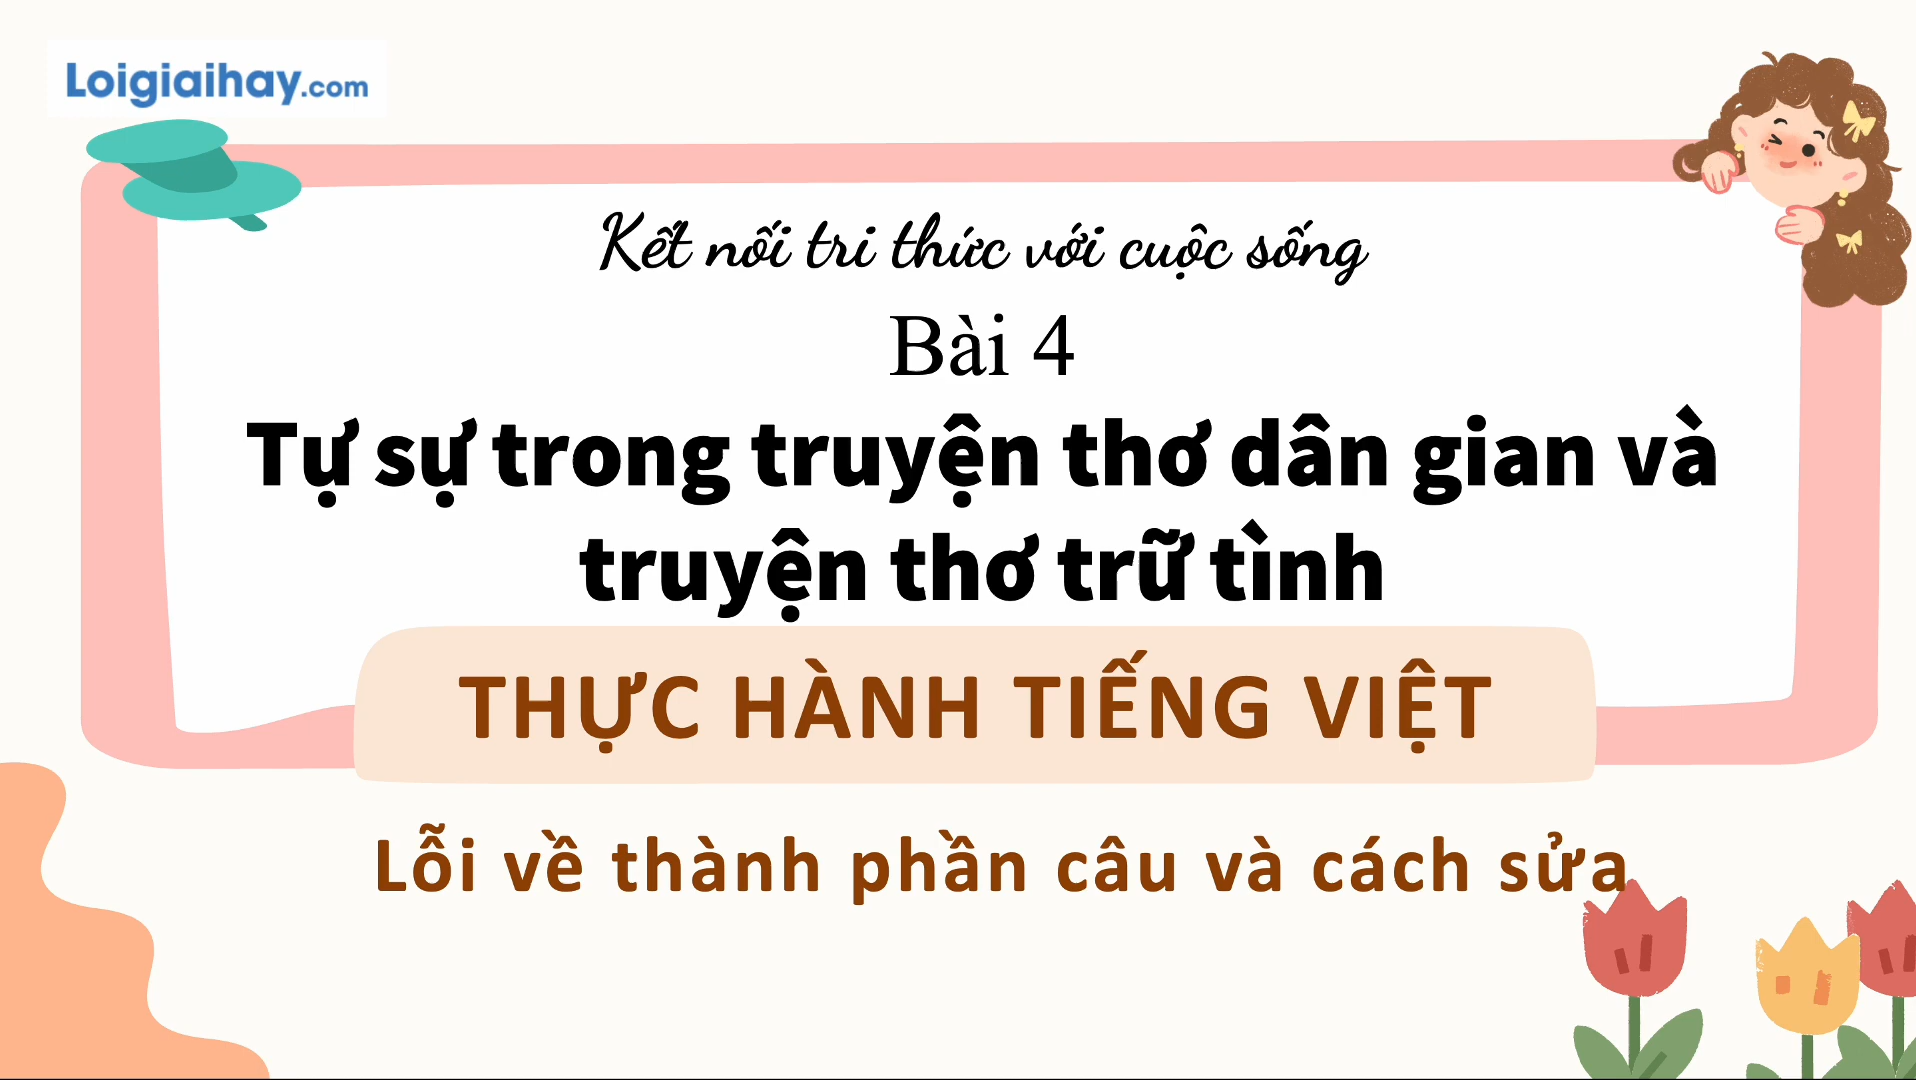 Loigiaihay.com
Kết nối tri thức với cuộc sống
Bài 4
Tự sự trong truyện thơ dân gian và
truyện thơ trữ tình
THỰC HÀNH TIẾNG VIỆT
Lỗi về thành phần câu và cách sửa